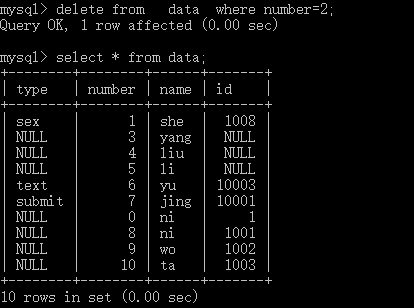 mysql> delete from   data  where number=2;
Query OK, 1 row affected (0.00 sec)
mysql> select * from data;
+--------+--------+------+-------+
| type   | number | name | id    |
+--------+--------+------+-------+
| sex    |      1 | she  |  1008 |
| NULL   |      3 | yang |  NULL |
| NULL   |      4 | liu  |  NULL |
| NULL   |      5 | li   |  NULL |
| text   |      6 | yu   | 10003 |
| submit |      7 | jing | 10001 |
| NULL   |      0 | ni   |     1 |
| NULL   |      8 | ni   |  1001 |
| NULL   |      9 | wo   |  1002 |
| NULL   |     10 | ta   |  1003 |
+--------+--------+------+-------+
10 rows in set (0.00 sec)